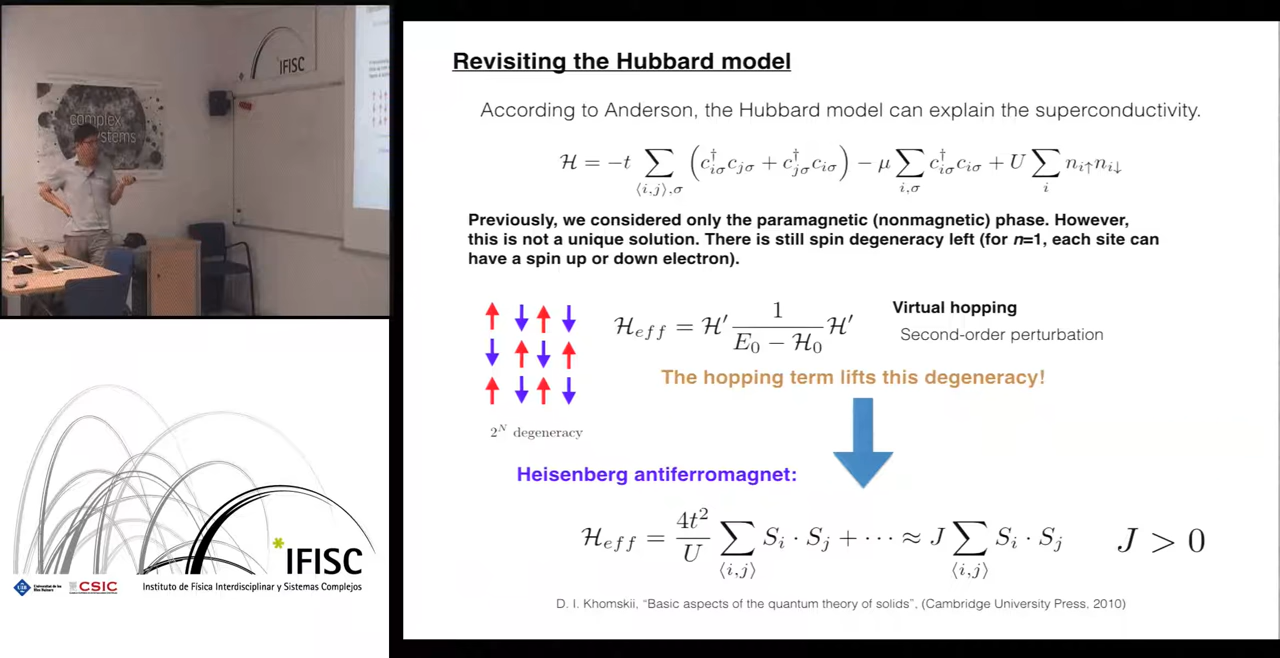 IFISC
complex
systems
Revisiting the Hubbard model
According to Anderson, the Hubbard model can explain the superconductivity.
ℋ = −t ∑_{⟨i,j⟩,σ} (c†_{iσ} c_{jσ} + c†_{jσ} c_{iσ}) − μ ∑_{i,σ} c†_{iσ} c_{iσ} + U ∑_i n_{i↑} n_{i↓}
Previously, we considered only the paramagnetic (nonmagnetic) phase. However,
this is not a unique solution. There is still spin degeneracy left (for n=1, each site can
have a spin up or down electron).
ℋ_{eff} = ℋ′ 1/(E_0 − ℋ_0) ℋ′
Virtual hopping
Second-order perturbation
The hopping term lifts this degeneracy!
2^N degeneracy
Heisenberg antiferromagnet:
ℋ_{eff} = 4t²/U ∑_{⟨i,j⟩} S_i · S_j + ⋯ ≈ J ∑_{⟨i,j⟩} S_i · S_j J > 0
D. I. Khomskii, “Basic aspects of the quantum theory of solids”, (Cambridge University Press, 2010)
*IFISC
CSIC
Instituto de Física Interdisciplinar y Sistemas Complejos